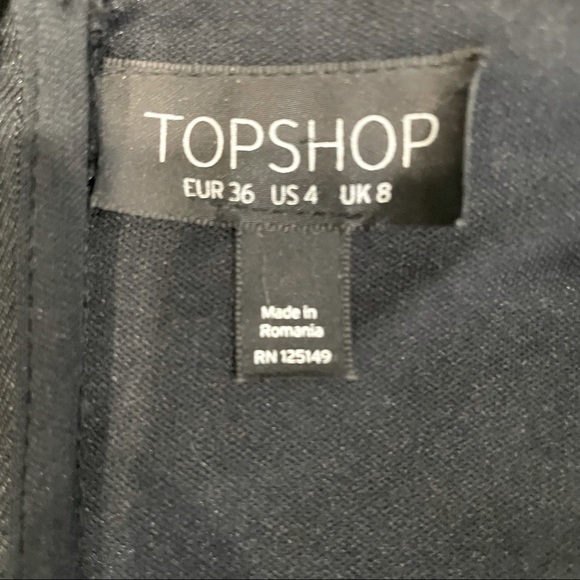 TOPSHOP
EUR 36 US 4 UK 8
Made in
Romania
RN 125149